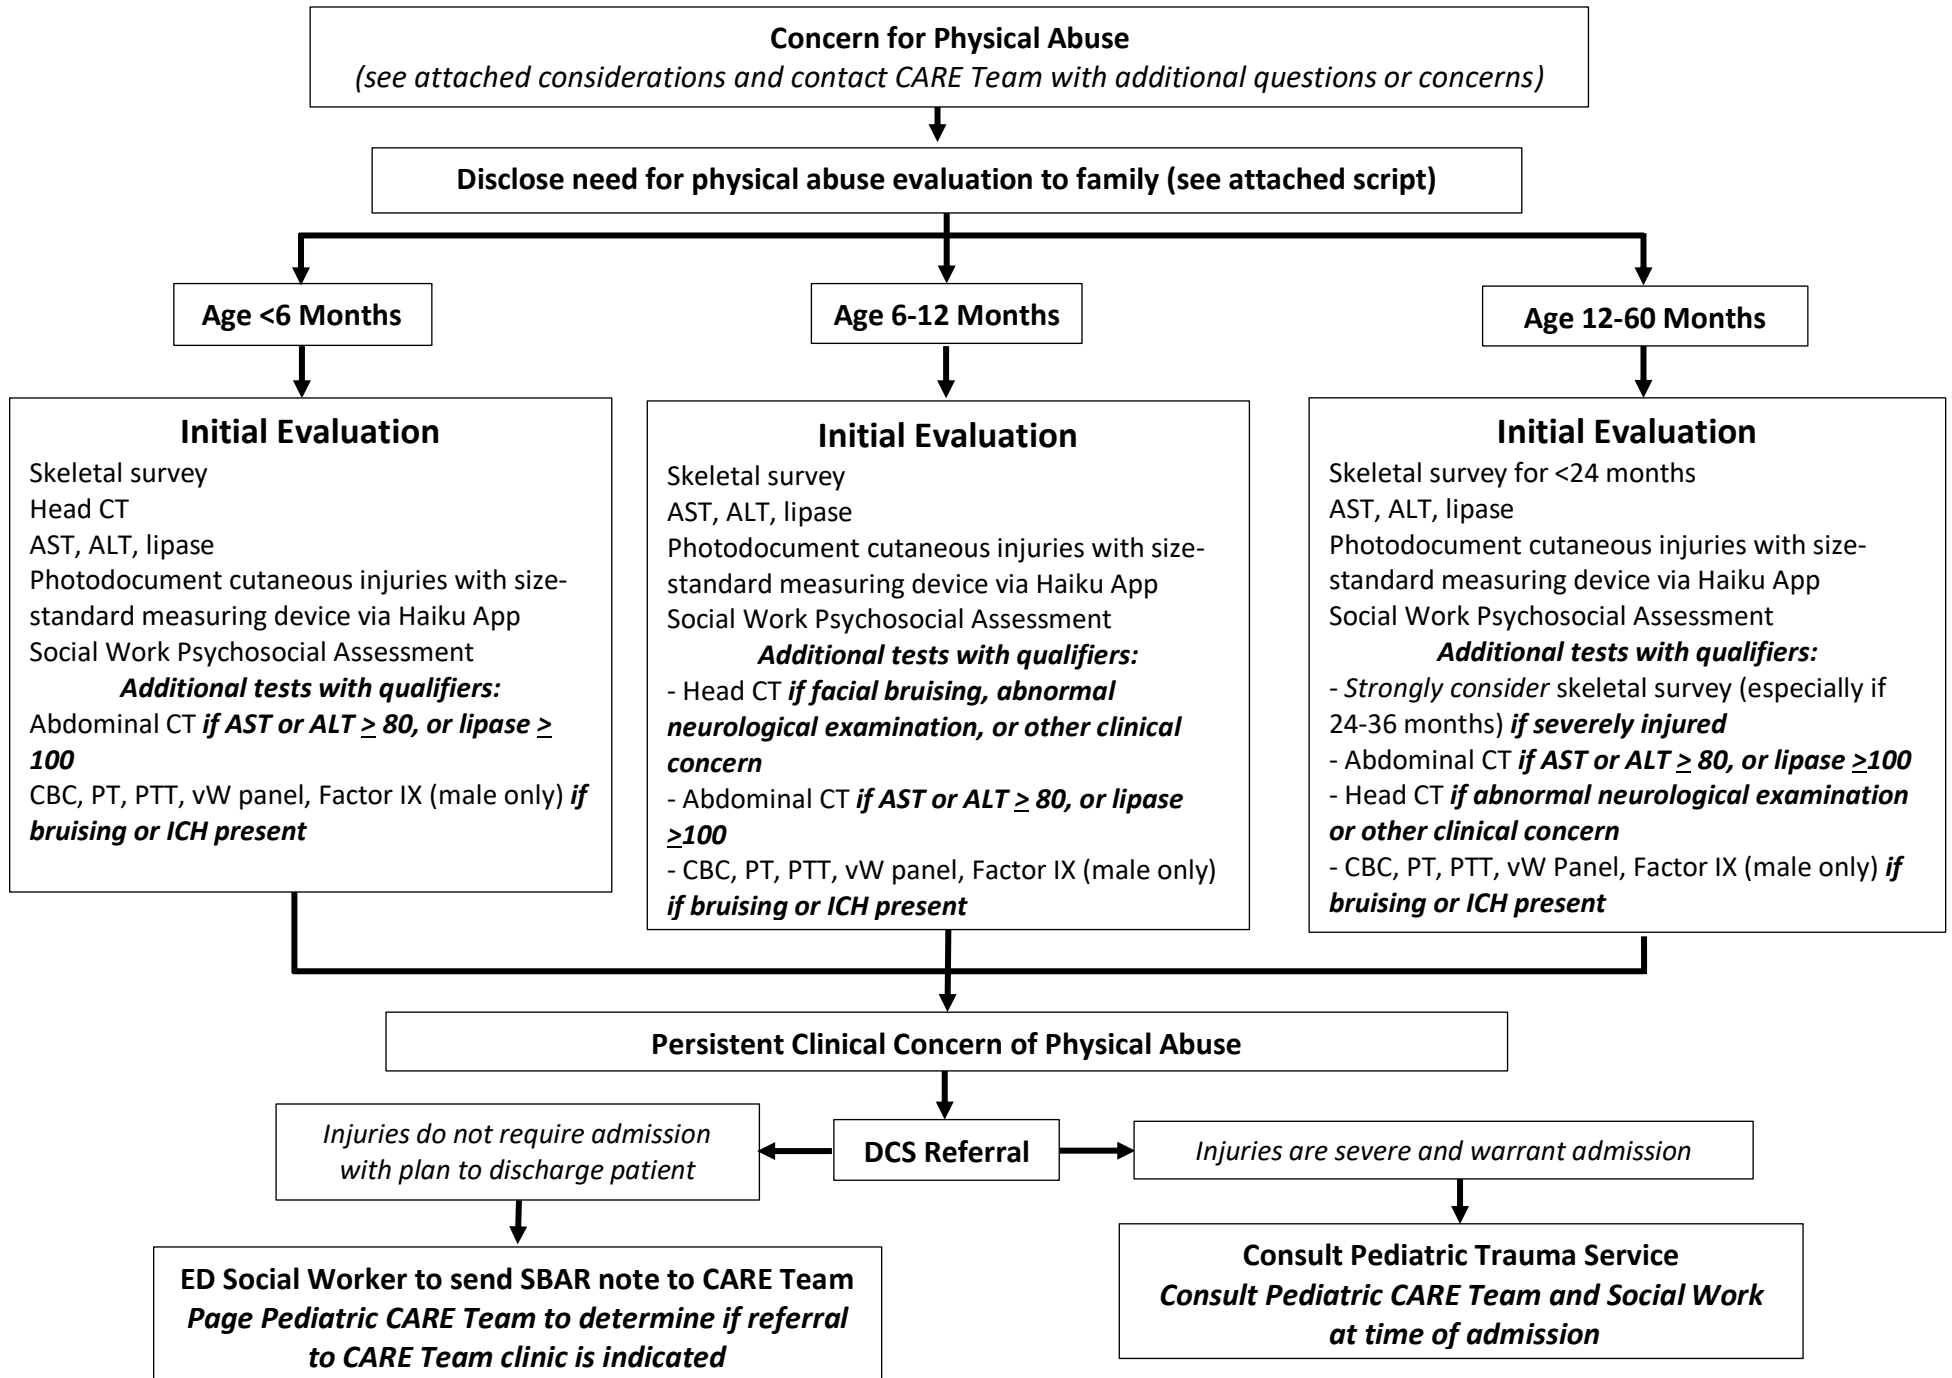 Concern for Physical Abuse
(see attached considerations and contact CARE Team with additional questions or concerns)
Disclose need for physical abuse evaluation to family (see attached script)
Age <6 Months
Age 6-12 Months
Age 12-60 Months
Initial Evaluation
Skeletal survey
Head CT
AST, ALT, lipase
Photodocument cutaneous injuries with size-
standard measuring device via Haiku App
Social Work Psychosocial Assessment
Additional tests with qualifiers:
Abdominal CT if AST or ALT ≥ 80, or lipase ≥
100
CBC, PT, PTT, vW panel, Factor IX (male only) if
bruising or ICH present
Initial Evaluation
Skeletal survey
AST, ALT, lipase
Photodocument cutaneous injuries with size-
standard measuring device via Haiku App
Social Work Psychosocial Assessment
Additional tests with qualifiers:
- Head CT if facial bruising, abnormal
neurological examination, or other clinical
concern
- Abdominal CT if AST or ALT ≥ 80, or lipase
≥100
- CBC, PT, PTT, vW panel, Factor IX (male only)
if bruising or ICH present
Initial Evaluation
Skeletal survey for <24 months
AST, ALT, lipase
Photodocument cutaneous injuries with size-
standard measuring device via Haiku App
Social Work Psychosocial Assessment
Additional tests with qualifiers:
- Strongly consider skeletal survey (especially if
24-36 months) if severely injured
- Abdominal CT if AST or ALT ≥ 80, or lipase ≥100
- Head CT if abnormal neurological examination
or other clinical concern
- CBC, PT, PTT, vW Panel, Factor IX (male only) if
bruising or ICH present
Persistent Clinical Concern of Physical Abuse
Injuries do not require admission
with plan to discharge patient
DCS Referral
Injuries are severe and warrant admission
ED Social Worker to send SBAR note to CARE Team
Page Pediatric CARE Team to determine if referral
to CARE Team clinic is indicated
Consult Pediatric Trauma Service
Consult Pediatric CARE Team and Social Work
at time of admission